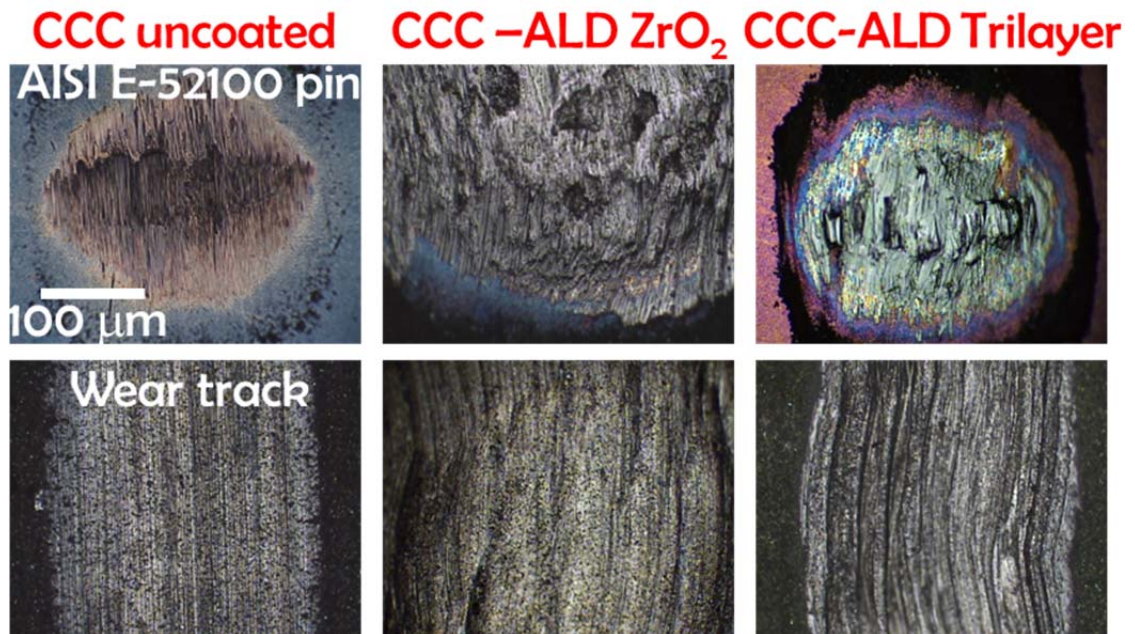 CCC uncoated
CCC –ALD ZrO₂
CCC-ALD Trilayer
AISI E-52100 pin
100 μm
Wear track